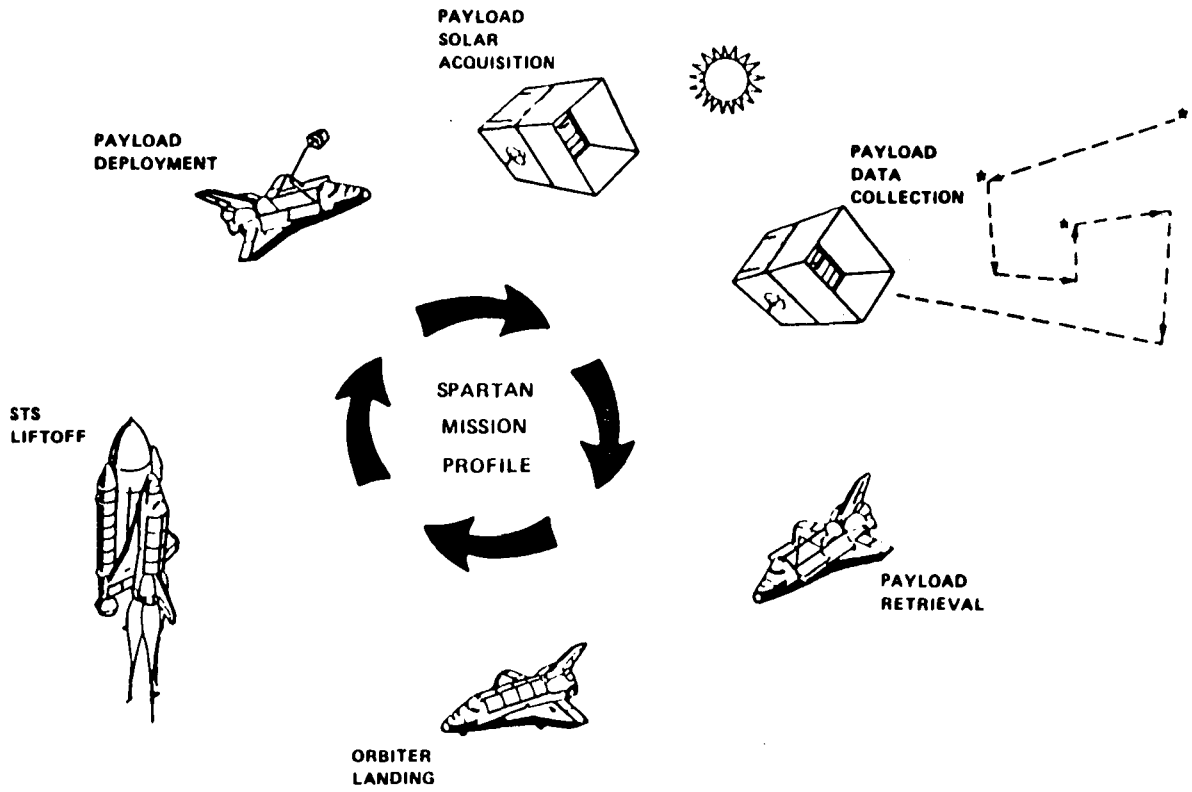 PAYLOAD
SOLAR
ACQUISITION
PAYLOAD
DEPLOYMENT
PAYLOAD
DATA
COLLECTION
SPARTAN
MISSION
PROFILE
STS
LIFTOFF
PAYLOAD
RETRIEVAL
ORBITER
LANDING